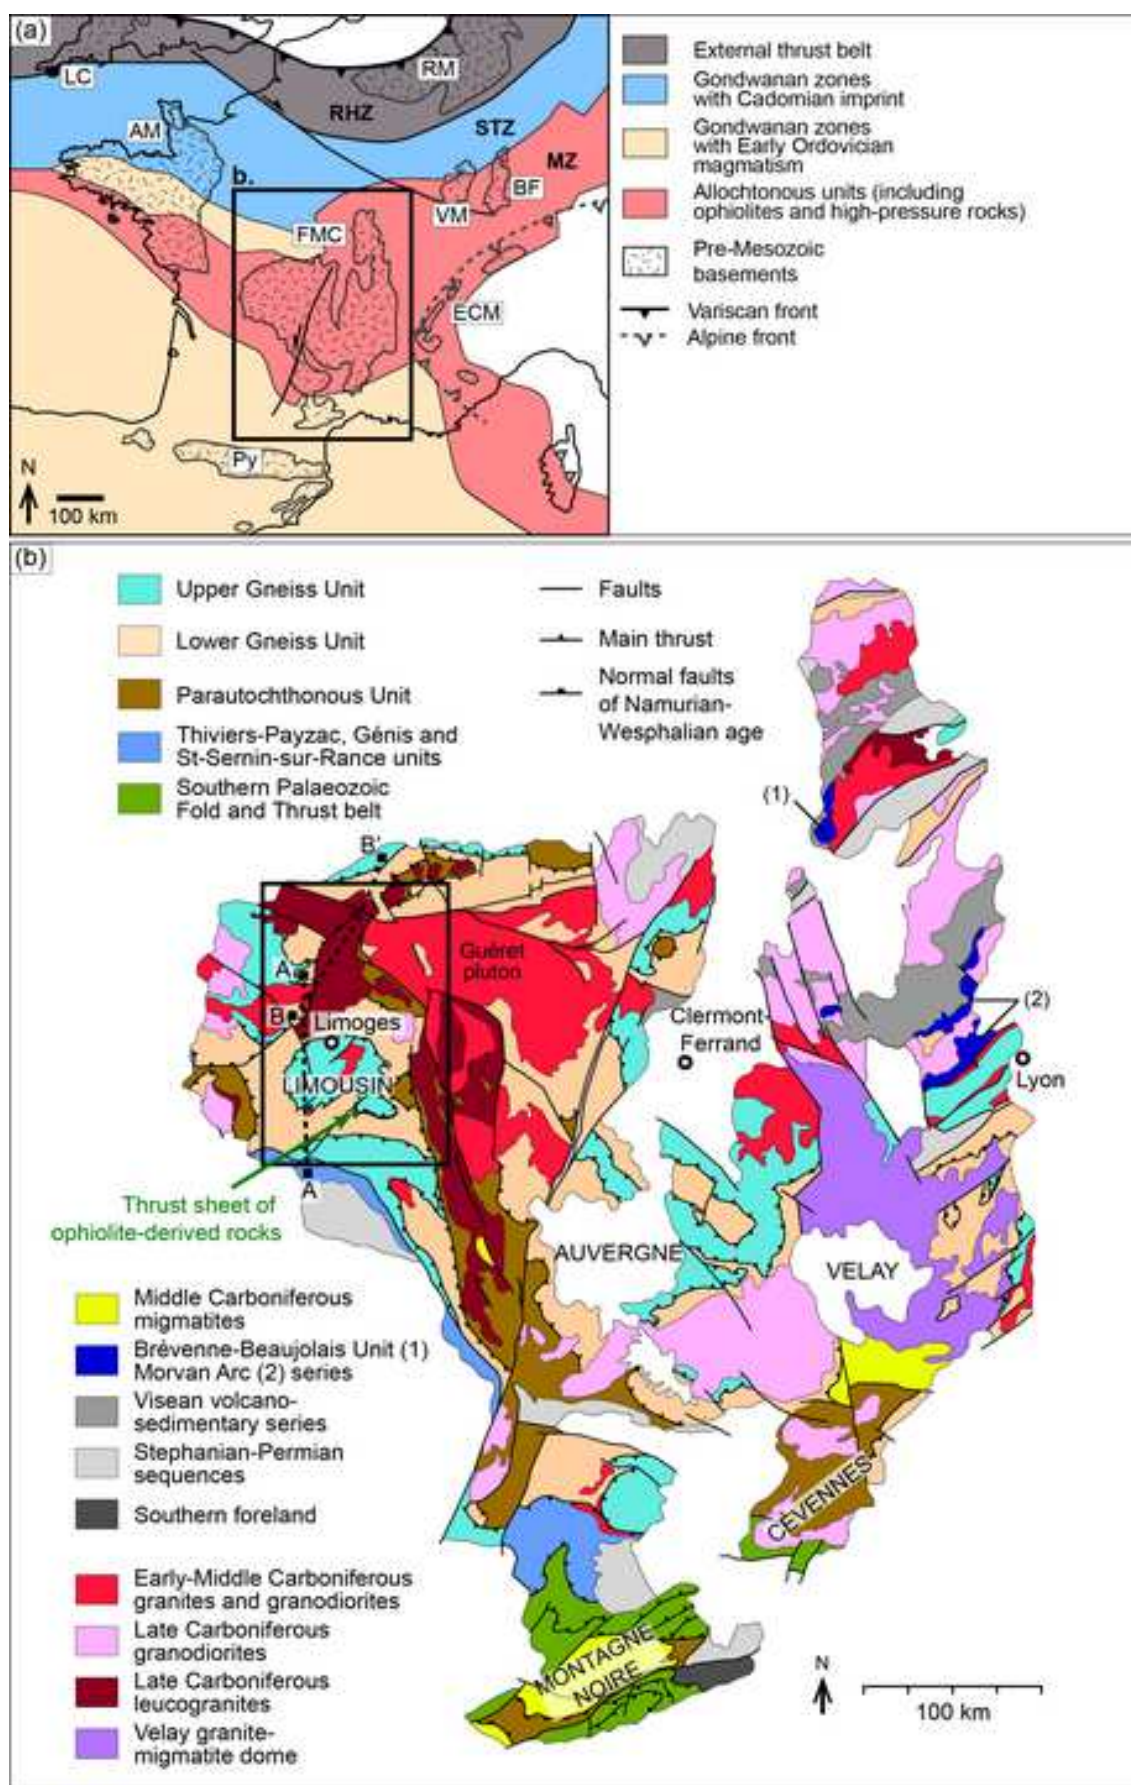 (a)
LC
RM
RHZ
AM
STZ
MZ
b.
BF
VM
FMC
ECM
Py
N
100 km
External thrust belt
Gondwanan zones
with Cadomian imprint
Gondwanan zones
with Early Ordovician
magmatism
Allochtonous units (including
ophiolites and high-pressure rocks)
Pre-Mesozoic
basements
Variscan front
Alpine front
(b)
Upper Gneiss Unit
Lower Gneiss Unit
Parautochthonous Unit
Thiviers-Payzac, Génis and
St-Sernin-sur-Rance units
Southern Palaeozoic
Fold and Thrust belt
Faults
Main thrust
Normal faults
of Namurian-
Wesphalian age
(1)
B'
Guéret
pluton
A'
B
Limoges
LIMOUSIN
Clermont-
Ferrand
(2)
Lyon
A
Thrust sheet of
ophiolite-derived rocks
AUVERGNE
VELAY
Middle Carboniferous
migmatites
Brévenne-Beaujolais Unit (1)
Morvan Arc (2) series
Visean volcano-
sedimentary series
Stephanian-Permian
sequences
Southern foreland
CÉVENNES
Early-Middle Carboniferous
granites and granodiorites
Late Carboniferous
granodiorites
Late Carboniferous
leucogranites
Velay granite-
migmatite dome
MONTAGNE
NOIRE
N
100 km